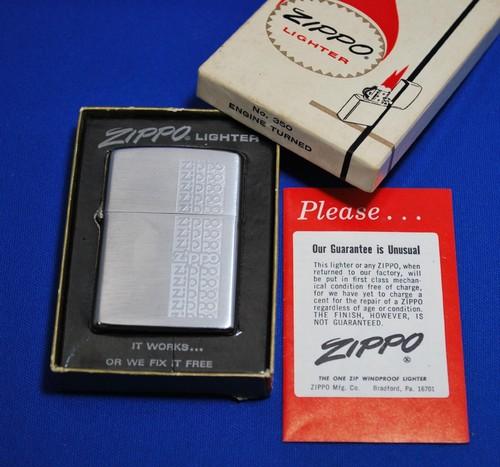 ZIPPO
LIGHTER
No. 350
ENGINE TURNED
ZIPPO LIGHTER
IT WORKS...
OR WE FIX IT FREE
Please...
Our Guarantee is Unusual
This lighter or any ZIPPO, when
returned to our factory, will
be put in first class mechan-
ical condition free of charge,
for we have yet to charge a
cent for the repair of a ZIPPO
regardless of age or condition.
THE FINISH, HOWEVER, IS
NOT GUARANTEED.
ZIPPO®
THE ONE ZIP WINDPROOF LIGHTER
ZIPPO Mfg. Co. Bradford, Pa. 16701